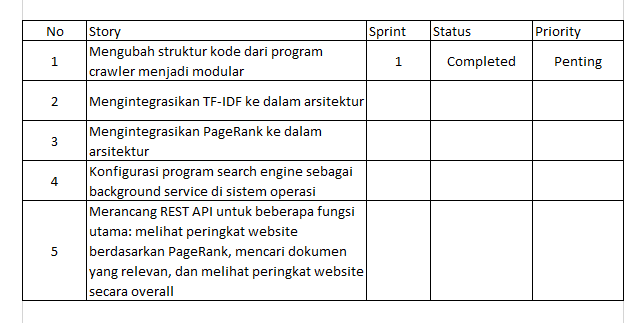 No Story Sprint Status Priority
1 Mengubah struktur kode dari program
crawler menjadi modular 1 Completed Penting
2 Mengintegrasikan TF-IDF ke dalam arsitektur
3 Mengintegrasikan PageRank ke dalam
arsitektur
4 Konfigurasi program search engine sebagai
background service di sistem operasi
5 Merancang REST API untuk beberapa fungsi
utama: melihat peringkat website
berdasarkan PageRank, mencari dokumen
yang relevan, dan melihat peringkat website
secara overall